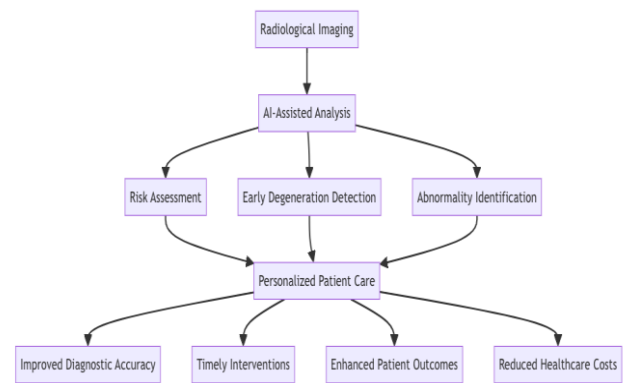 Radiological Imaging
AI-Assisted Analysis
Risk Assessment
Early Degeneration Detection
Abnormality Identification
Personalized Patient Care
Improved Diagnostic Accuracy
Timely Interventions
Enhanced Patient Outcomes
Reduced Healthcare Costs